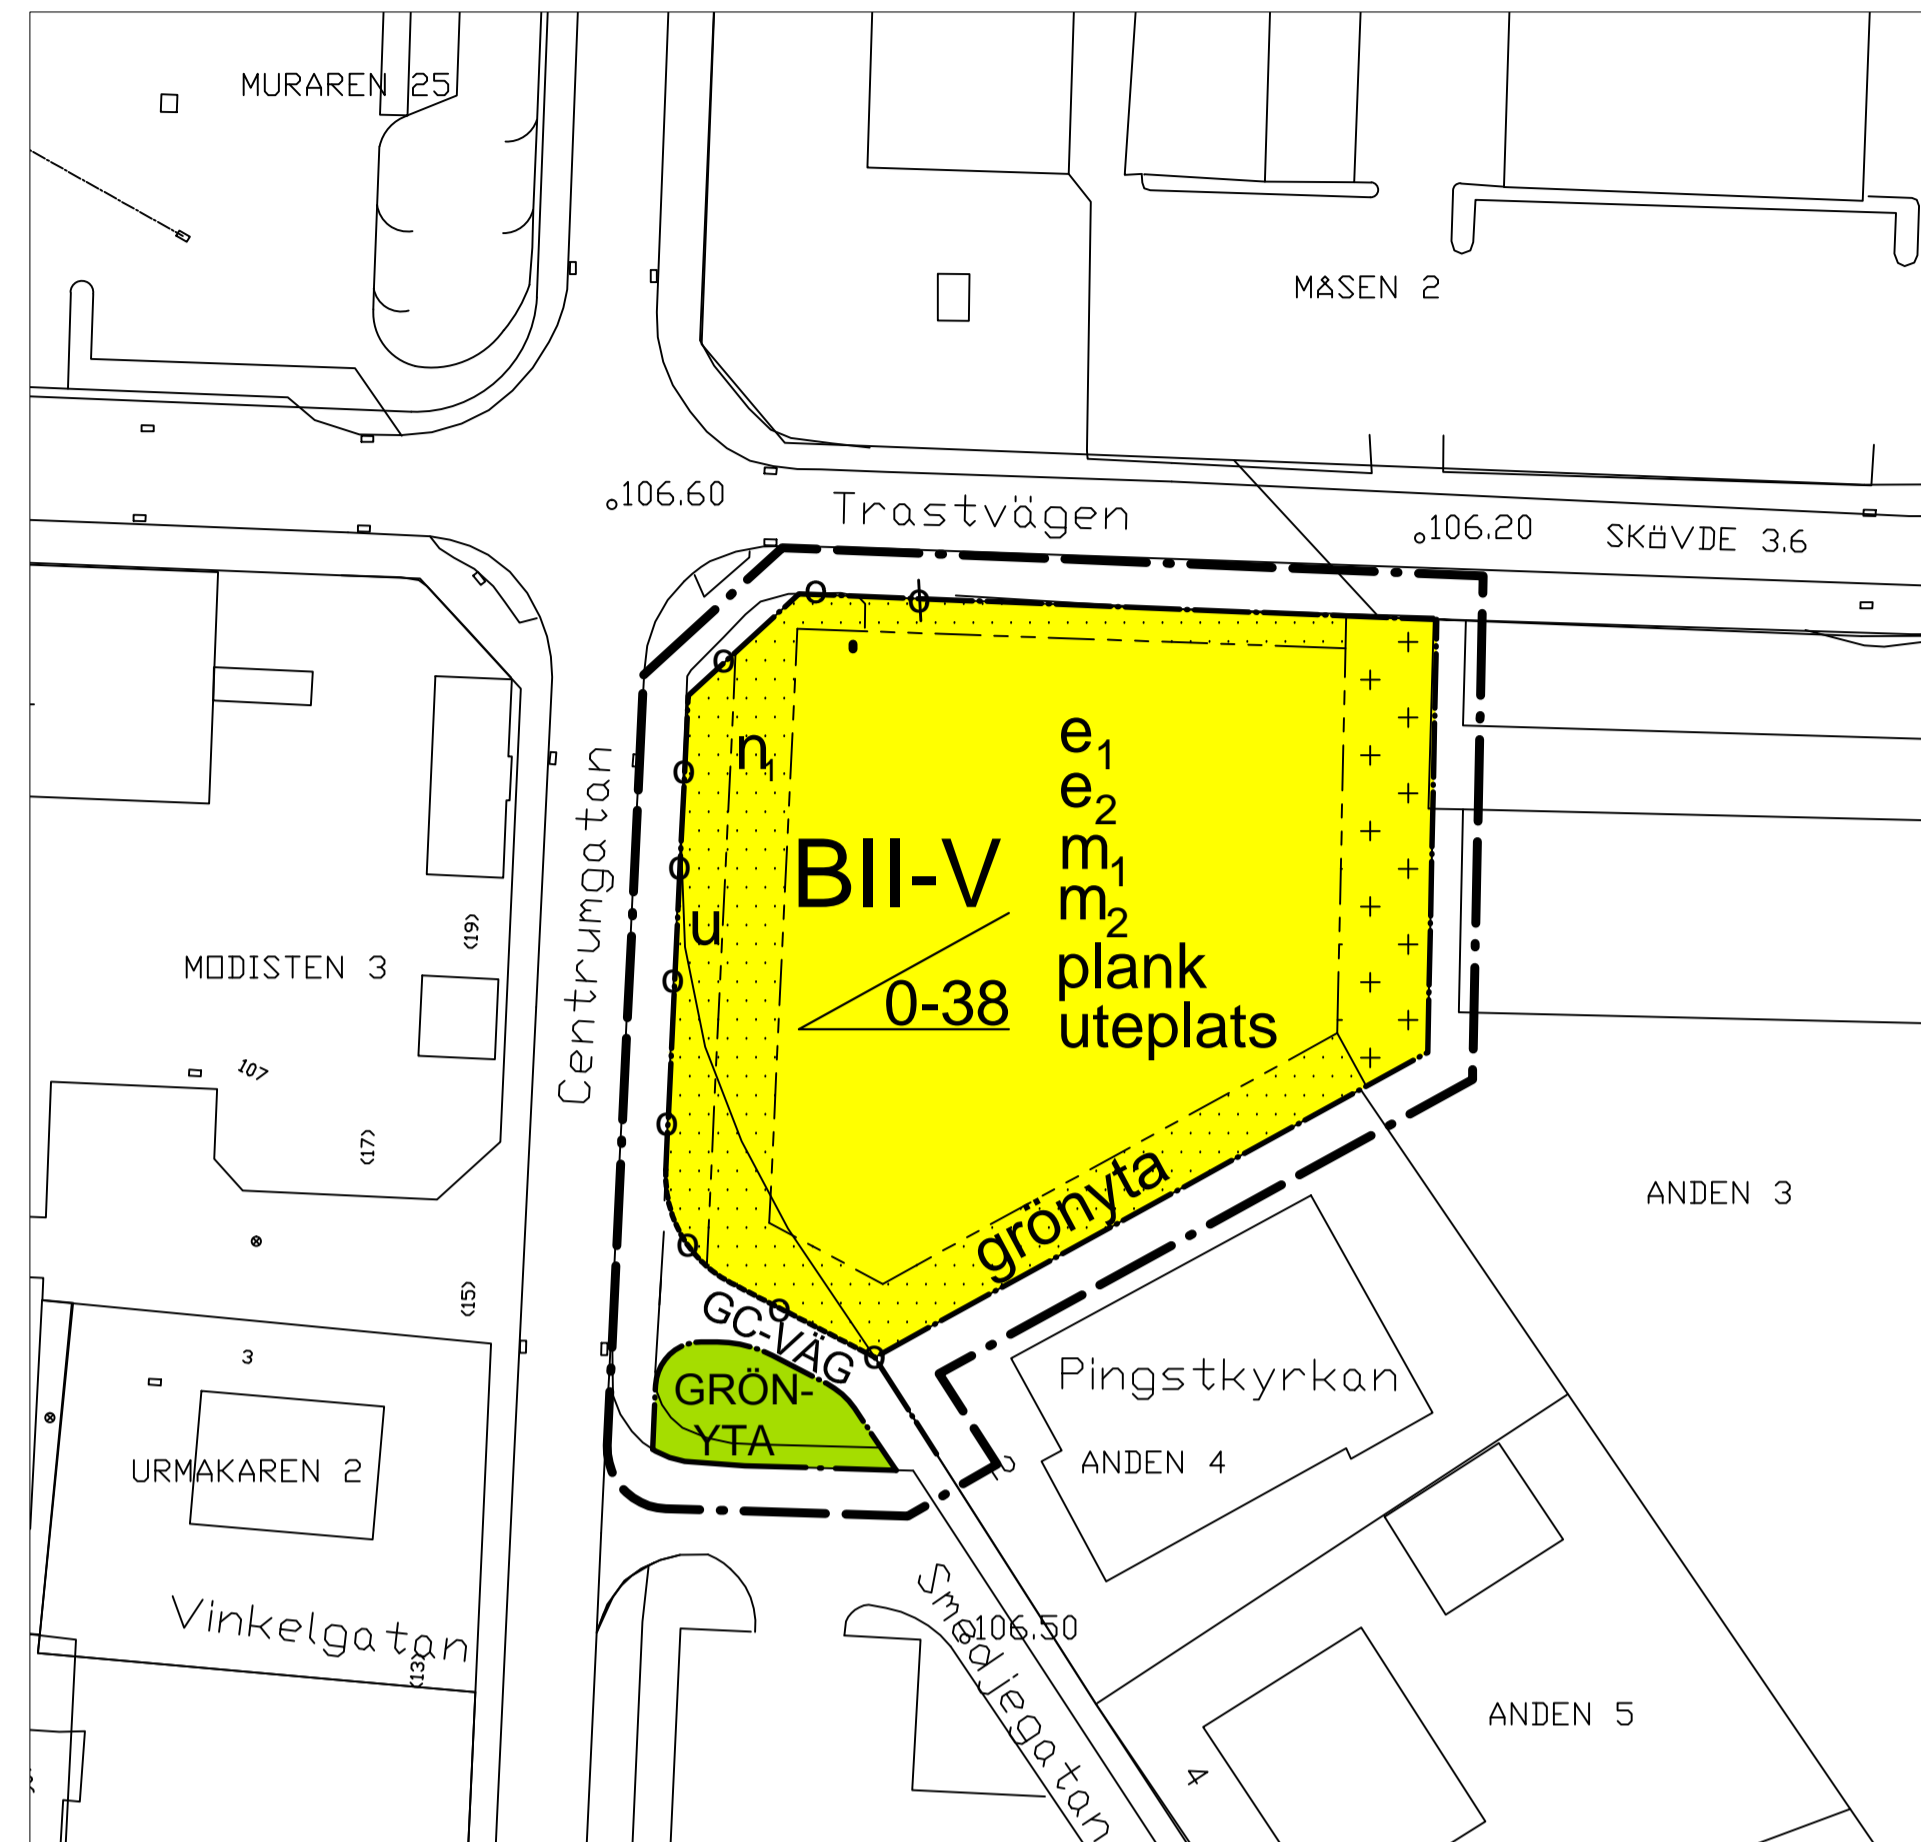 MURAREN 25
MÅSEN 2
106.60
Trastvägen
106.20
SKÖVDE 3.6
n1
e1
e2
m1
m2
plank
uteplats
BII-V
0-38
u
Centrumgatan
(19)
MODISTEN 3
107
(17)
grönyta
ANDEN 3
(15)
GC-VÄG
3
GRÖN-
YTA
Pingstkyrkan
ANDEN 4
2
URMAKAREN 2
Vinkelgatan
(13)
106.50
Smedjegatan
ANDEN 5
4